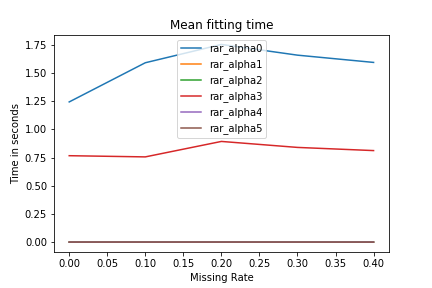 Mean fitting time
1.75
1.50
1.25
1.00
0.75
0.50
0.25
0.00
Time in seconds
rar_alpha0
rar_alpha1
rar_alpha2
rar_alpha3
rar_alpha4
rar_alpha5
0.00 0.05 0.10 0.15 0.20 0.25 0.30 0.35 0.40
Missing Rate